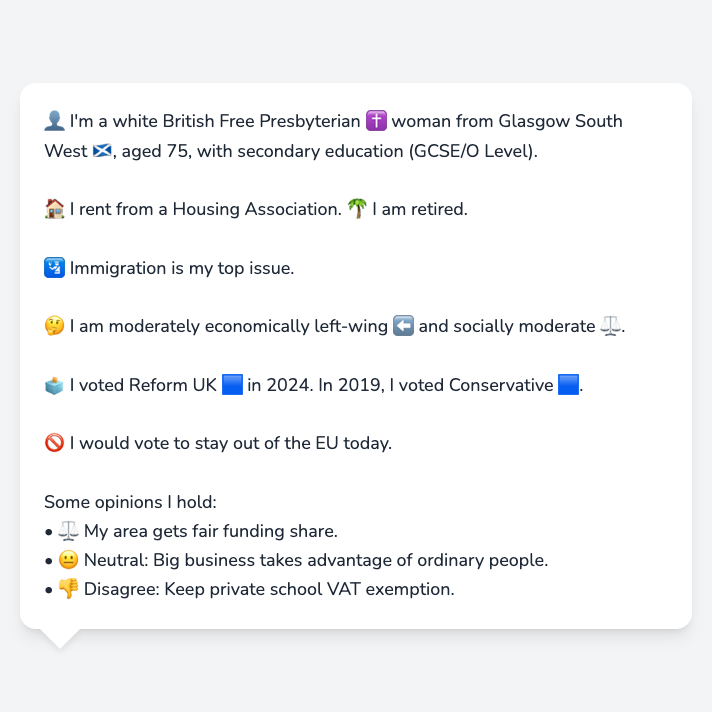 👤 I'm a white British Free Presbyterian ✝️ woman from Glasgow South
West 🏴󠁧󠁢󠁳󠁣󠁴󠁿, aged 75, with secondary education (GCSE/O Level).
🏠 I rent from a Housing Association. 🌴 I am retired.
🛂 Immigration is my top issue.
🤔 I am moderately economically left-wing ⬅️ and socially moderate ⚖️.
🗳️ I voted Reform UK 🟦 in 2024. In 2019, I voted Conservative 🟦.
🚫 I would vote to stay out of the EU today.
Some opinions I hold:
• ⚖️ My area gets fair funding share.
• 😐 Neutral: Big business takes advantage of ordinary people.
• 👎 Disagree: Keep private school VAT exemption.